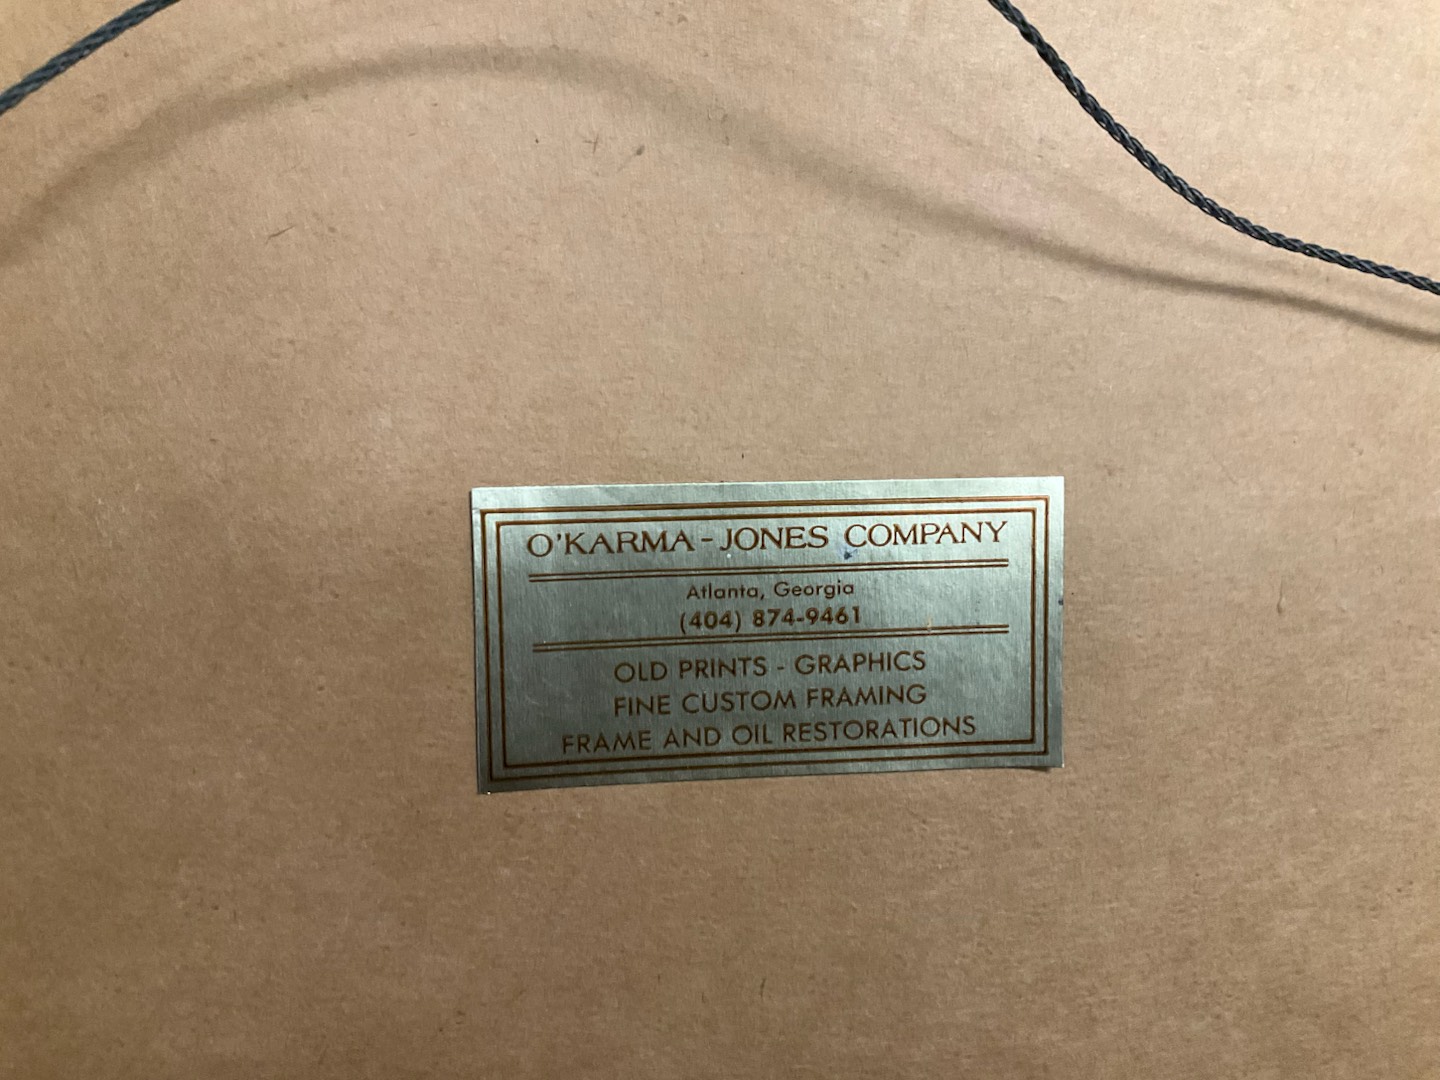 O'KARMA - JONES COMPANY
Atlanta, Georgia
(404) 874-9461
OLD PRINTS - GRAPHICS
FINE CUSTOM FRAMING
FRAME AND OIL RESTORATIONS